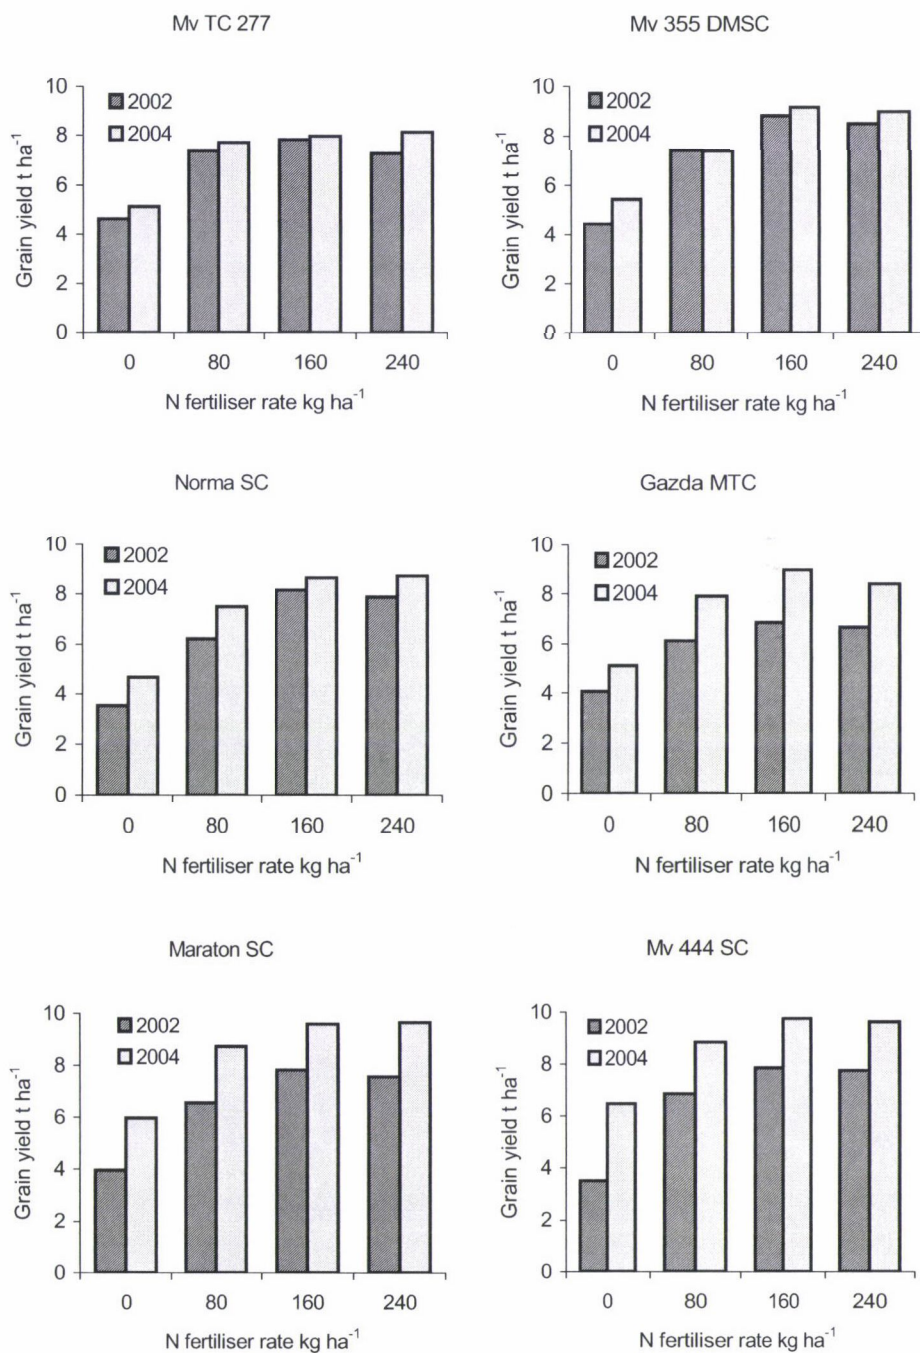 Mv TC 277
10
8
6
4
2
0
Grain yield t ha⁻¹
2002
2004
0 80 160 240
N fertiliser rate kg ha⁻¹
Mv 355 DMSC
10
8
6
4
2
0
Grain yield t ha⁻¹
2002
2004
0 80 160 240
N fertiliser rate kg ha⁻¹
Norma SC
10
8
6
4
2
0
Grain yield t ha⁻¹
2002
2004
0 80 160 240
N fertiliser rate kg ha⁻¹
Gazda MTC
10
8
6
4
2
0
Grain yield t ha⁻¹
2002
2004
0 80 160 240
N fertiliser rate kg ha⁻¹
Maraton SC
10
8
6
4
2
0
Grain yield t ha⁻¹
2002
2004
0 80 160 240
N fertiliser rate kg ha⁻¹
Mv 444 SC
10
8
6
4
2
0
Grain yield t ha⁻¹
2002
2004
0 80 160 240
N fertiliser rate kg ha⁻¹